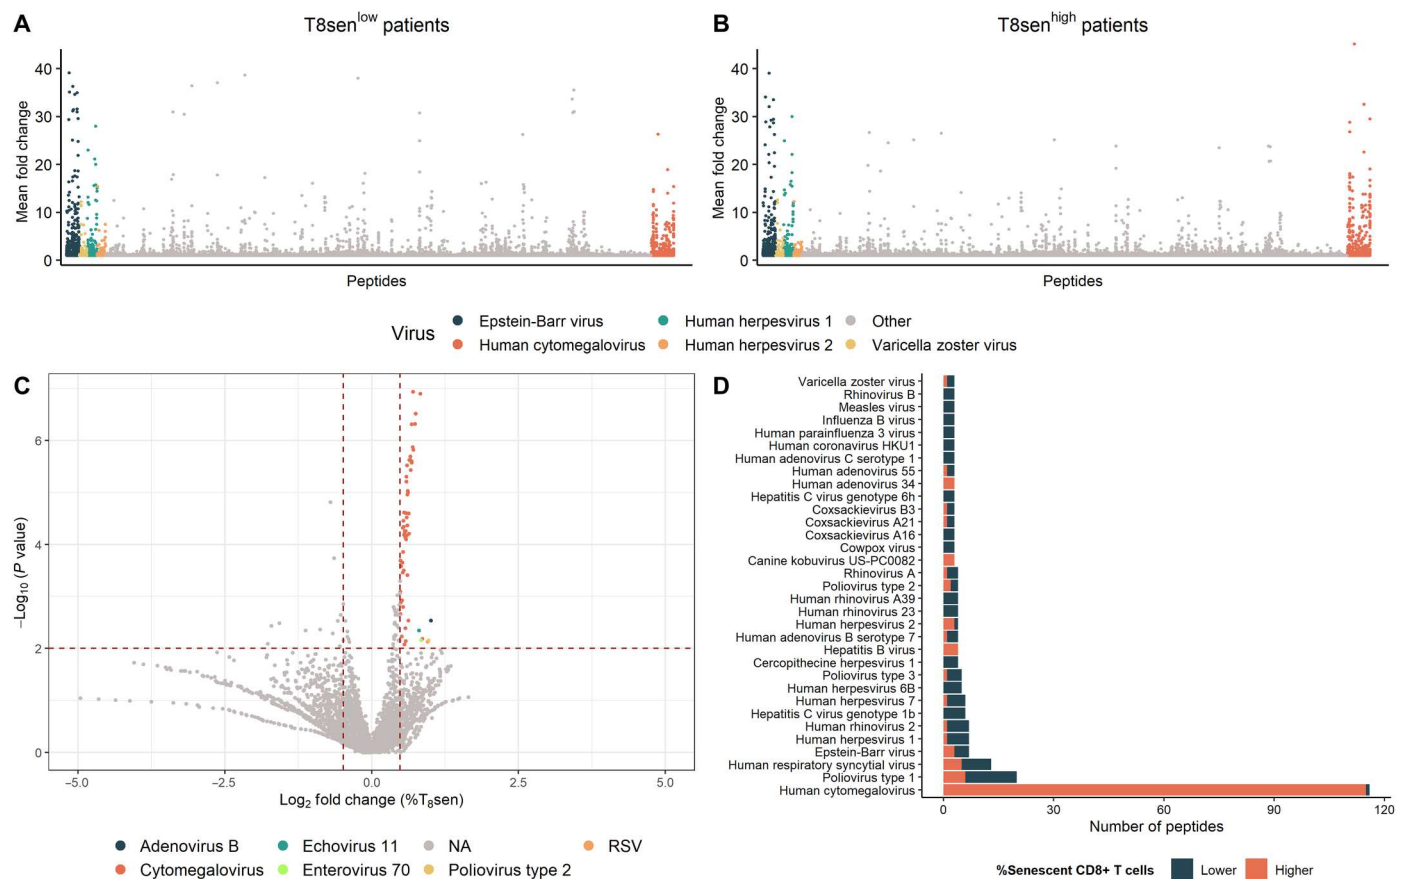 A
T8senlow patients
Mean fold change
40
30
20
10
0
Peptides
B
T8senhigh patients
Mean fold change
40
30
20
10
0
Peptides
Virus
Epstein-Barr virus
Human herpesvirus 1
Other
Human cytomegalovirus
Human herpesvirus 2
Varicella zoster virus
C
−Log10 (P value)
6
4
2
0
−5.0
−2.5
0.0
2.5
5.0
Log2 fold change (%T8sen)
Adenovirus B
Echovirus 11
NA
RSV
Cytomegalovirus
Enterovirus 70
Poliovirus type 2
D
Varicella zoster virus
Rhinovirus B
Measles virus
Influenza B virus
Human parainfluenza 3 virus
Human coronavirus HKU1
Human adenovirus C serotype 1
Human adenovirus 55
Human adenovirus 34
Hepatitis C virus genotype 6h
Coxsackievirus B3
Coxsackievirus A21
Coxsackievirus A16
Cowpox virus
Canine kobuvirus US-PC0082
Rhinovirus A
Poliovirus type 2
Human rhinovirus A39
Human rhinovirus 23
Human herpesvirus 2
Human adenovirus B serotype 7
Hepatitis B virus
Cercopithecine herpesvirus 1
Poliovirus type 3
Human herpesvirus 6B
Human herpesvirus 7
Hepatitis C virus genotype 1b
Human rhinovirus 2
Human herpesvirus 1
Epstein-Barr virus
Human respiratory syncytial virus
Poliovirus type 1
Human cytomegalovirus
0
30
60
90
120
Number of peptides
%Senescent CD8+ T cells
Lower
Higher